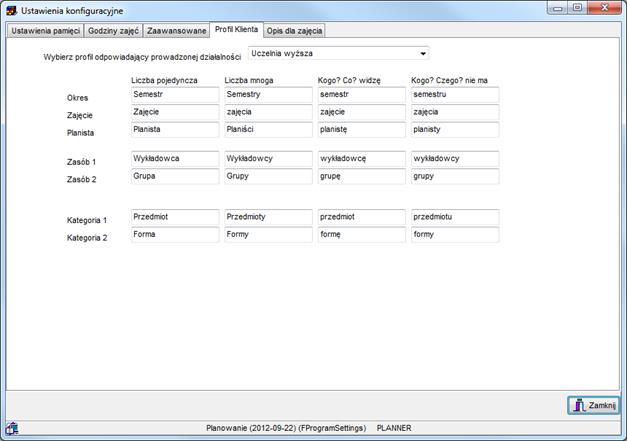 Ustawienia konfiguracyjne
Ustawienia pamięci Godziny zajęć Zaawansowane Profil Klienta Opis dla zajęcia
Wybierz profil odpowiadający prowadzonej działalności Uczelnia wyższa
Liczba pojedyncza Liczba mnoga Kogo? Co? widzę Kogo? Czego? nie ma
Okres Semestr Semestry semestr semestru
Zajęcie Zajęcie zajęcia zajęcie zajęcia
Planista Planista Planiści planistę planisty
Zasób 1 Wykładowca Wykładowcy wykładowcę wykładowcy
Zasób 2 Grupa Grupy grupę grupy
Kategoria 1 Przedmiot Przedmioty przedmiot przedmiotu
Kategoria 2 Forma Formy formę formy
Zamknij
Planowanie (2012-09-22) (FProgramSettings) PLANNER